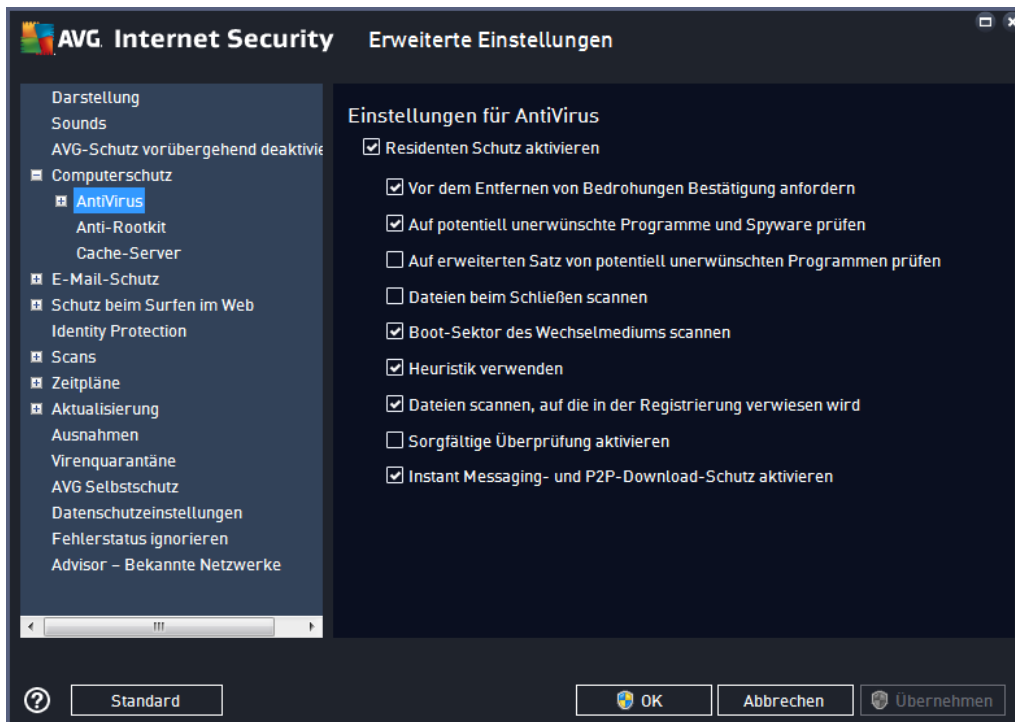 AVG. Internet Security
Erweiterte Einstellungen
Darstellung
Sounds
AVG-Schutz vorübergehend deaktivie
Computerschutz
AntiVirus
Anti-Rootkit
Cache-Server
E-Mail-Schutz
Schutz beim Surfen im Web
Identity Protection
Scans
Zeitpläne
Aktualisierung
Ausnahmen
Virenquarantäne
AVG Selbstschutz
Datenschutzeinstellungen
Fehlerstatus ignorieren
Advisor – Bekannte Netzwerke
Einstellungen für AntiVirus
Residenten Schutz aktivieren
Vor dem Entfernen von Bedrohungen Bestätigung anfordern
Auf potentiell unerwünschte Programme und Spyware prüfen
Auf erweiterten Satz von potentiell unerwünschten Programmen prüfen
Dateien beim Schließen scannen
Boot-Sektor des Wechselmediums scannen
Heuristik verwenden
Dateien scannen, auf die in der Registrierung verwiesen wird
Sorgfältige Überprüfung aktivieren
Instant Messaging- und P2P-Download-Schutz aktivieren
Standard
OK
Abbrechen
Übernehmen